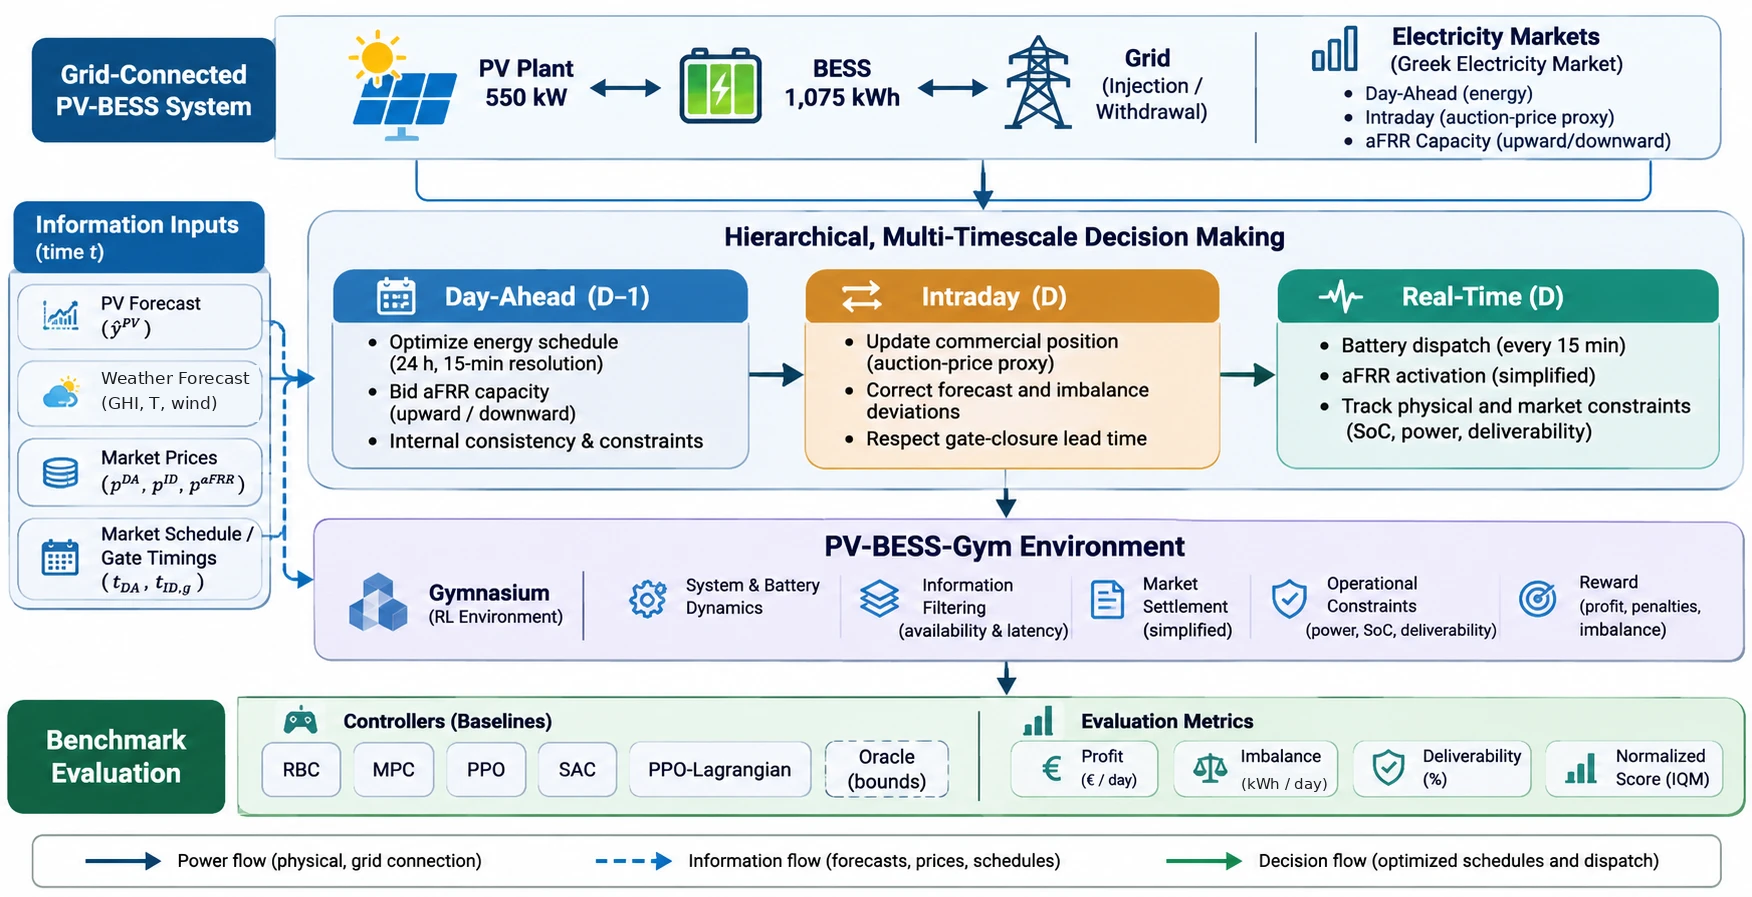 Grid-Connected
PV-BESS System
PV Plant
550 kW
BESS
1,075 kWh
Grid
(Injection /
Withdrawal)
Electricity Markets
(Greek Electricity Market)
• Day-Ahead (energy)
• Intraday (auction-price proxy)
• aFRR Capacity (upward/downward)
Information Inputs
(time t)
PV Forecast
(ŷ^PV)
Weather Forecast
(GHI, T, wind)
Market Prices
(p^DA, p^ID, p^aFRR)
Market Schedule /
Gate Timings
(t_DA, t_ID,g)
Hierarchical, Multi-Timescale Decision Making
Day-Ahead (D–1)
• Optimize energy schedule
(24 h, 15-min resolution)
• Bid aFRR capacity
(upward / downward)
• Internal consistency & constraints
Intraday (D)
• Update commercial position
(auction-price proxy)
• Correct forecast and imbalance
deviations
• Respect gate-closure lead time
Real-Time (D)
• Battery dispatch (every 15 min)
• aFRR activation (simplified)
• Track physical and market constraints
(SoC, power, deliverability)
PV-BESS-Gym Environment
Gymnasium
(RL Environment)
System & Battery
Dynamics
Information
Filtering
(availability & latency)
Market
Settlement
(simplified)
Operational
Constraints
(power, SoC, deliverability)
Reward
(profit, penalties,
imbalance)
Benchmark
Evaluation
Controllers (Baselines)
RBC
MPC
PPO
SAC
PPO-Lagrangian
Oracle
(bounds)
Evaluation Metrics
€
Profit
(€ / day)
Imbalance
(kWh / day)
Deliverability
(%)
Normalized
Score (IQM)
Power flow (physical, grid connection)
Information flow (forecasts, prices, schedules)
Decision flow (optimized schedules and dispatch)